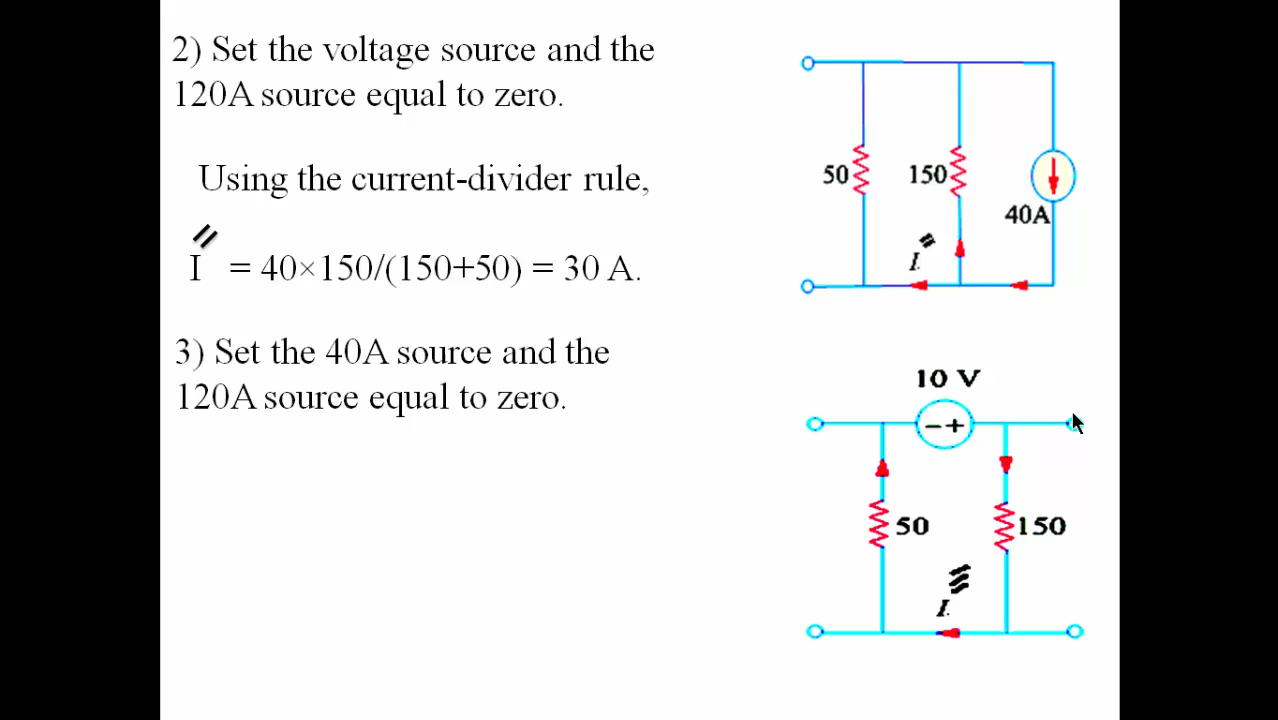 2) Set the voltage source and the
120A source equal to zero.
Using the current-divider rule,
I'' = 40×150/(150+50) = 30 A.
3) Set the 40A source and the
120A source equal to zero.
50
150
40A
I''
10 V
−+
50
150
I'''